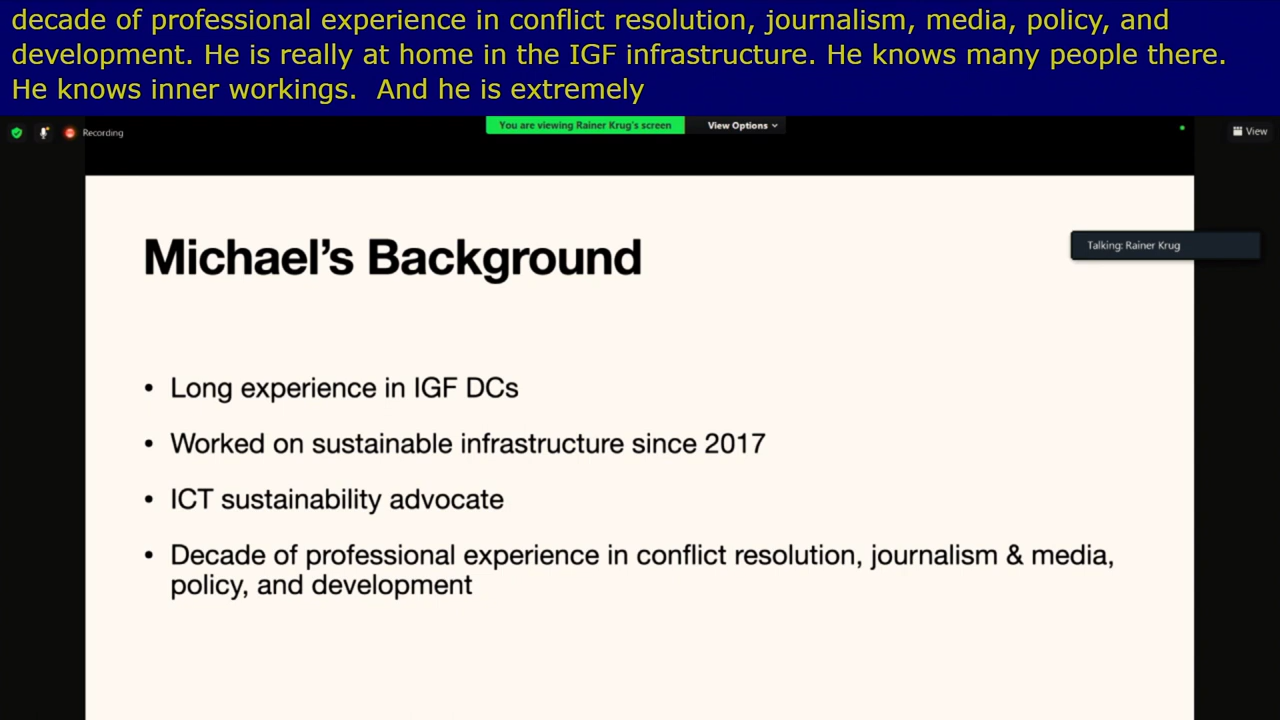 decade of professional experience in conflict resolution, journalism, media, policy, and
development. He is really at home in the IGF infrastructure. He knows many people there.
He knows inner workings.  And he is extremely
Recording
You are viewing Rainer Krug's screen
View Options
View
Talking: Rainer Krug
Michael’s Background
• Long experience in IGF DCs
• Worked on sustainable infrastructure since 2017
• ICT sustainability advocate
• Decade of professional experience in conflict resolution, journalism & media,
policy, and development